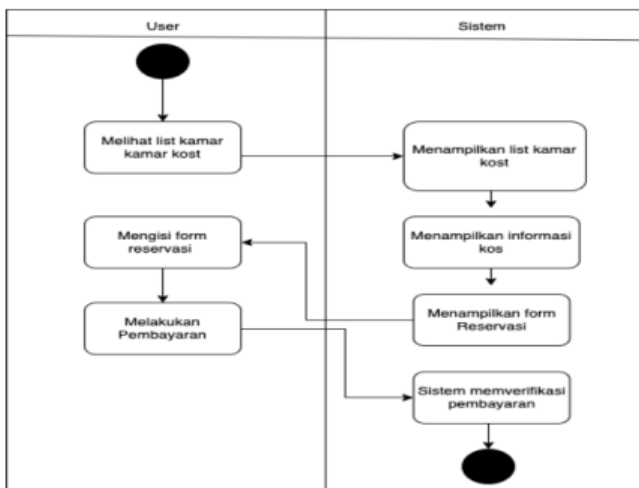 User
Sistem
Melihat list kamar
kamar kost
Menampilkan list kamar
kost
Menampilkan informasi
kos
Mengisi form
reservasi
Menampilkan form
Reservasi
Melakukan
Pembayaran
Sistem memverifikasi
pembayaran